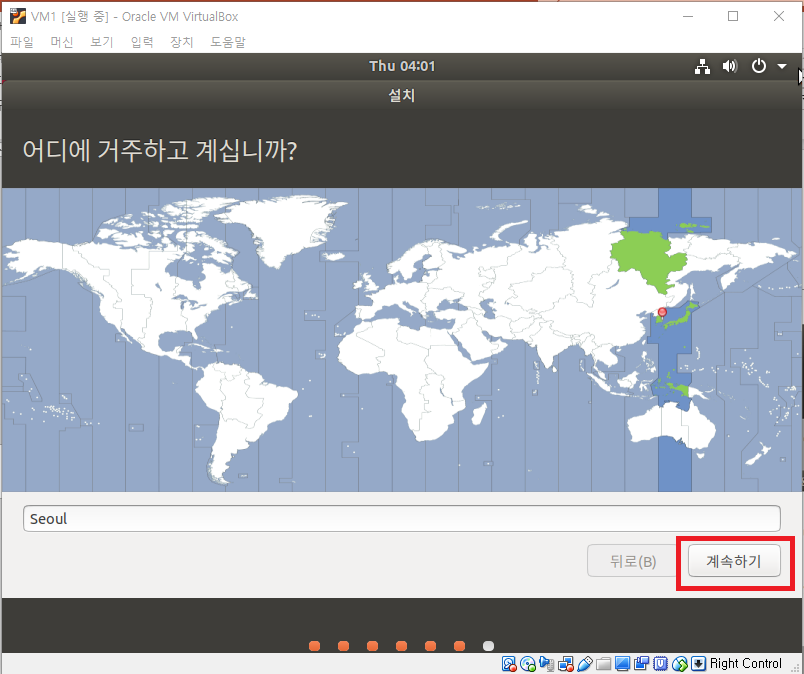 VM1 [실행 중] - Oracle VM VirtualBox
파일 머신 보기 입력 장치 도움말
Thu 04:01
설치
어디에 거주하고 계십니까?
Seoul
뒤로(B) 계속하기
Right Control